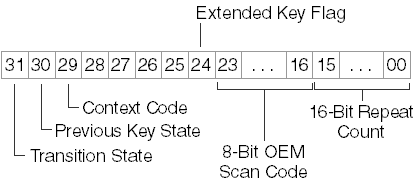 Extended Key Flag
31 30 29 28 27 26 25 24 23 . . . 16 15 . . . 00
Context Code
Previous Key State
Transition State
8-Bit OEM
Scan Code
16-Bit Repeat
Count